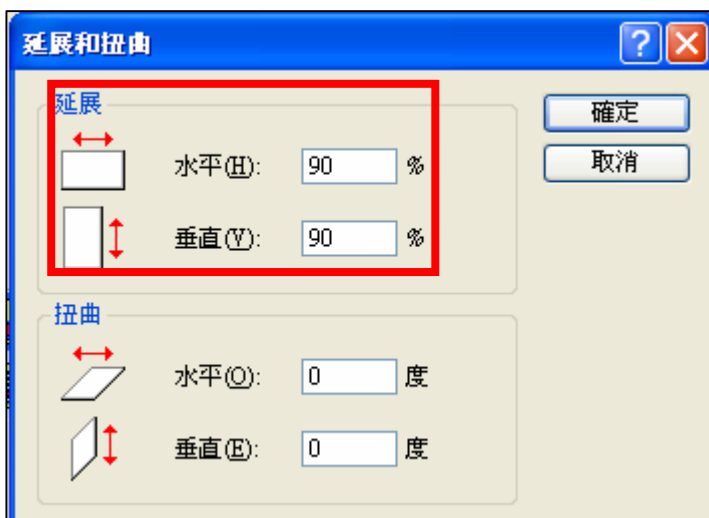 延展和扭曲
延展
水平(H): 90 %
垂直(V): 90 %
扭曲
水平(O): 0 度
垂直(E): 0 度
確定
取消